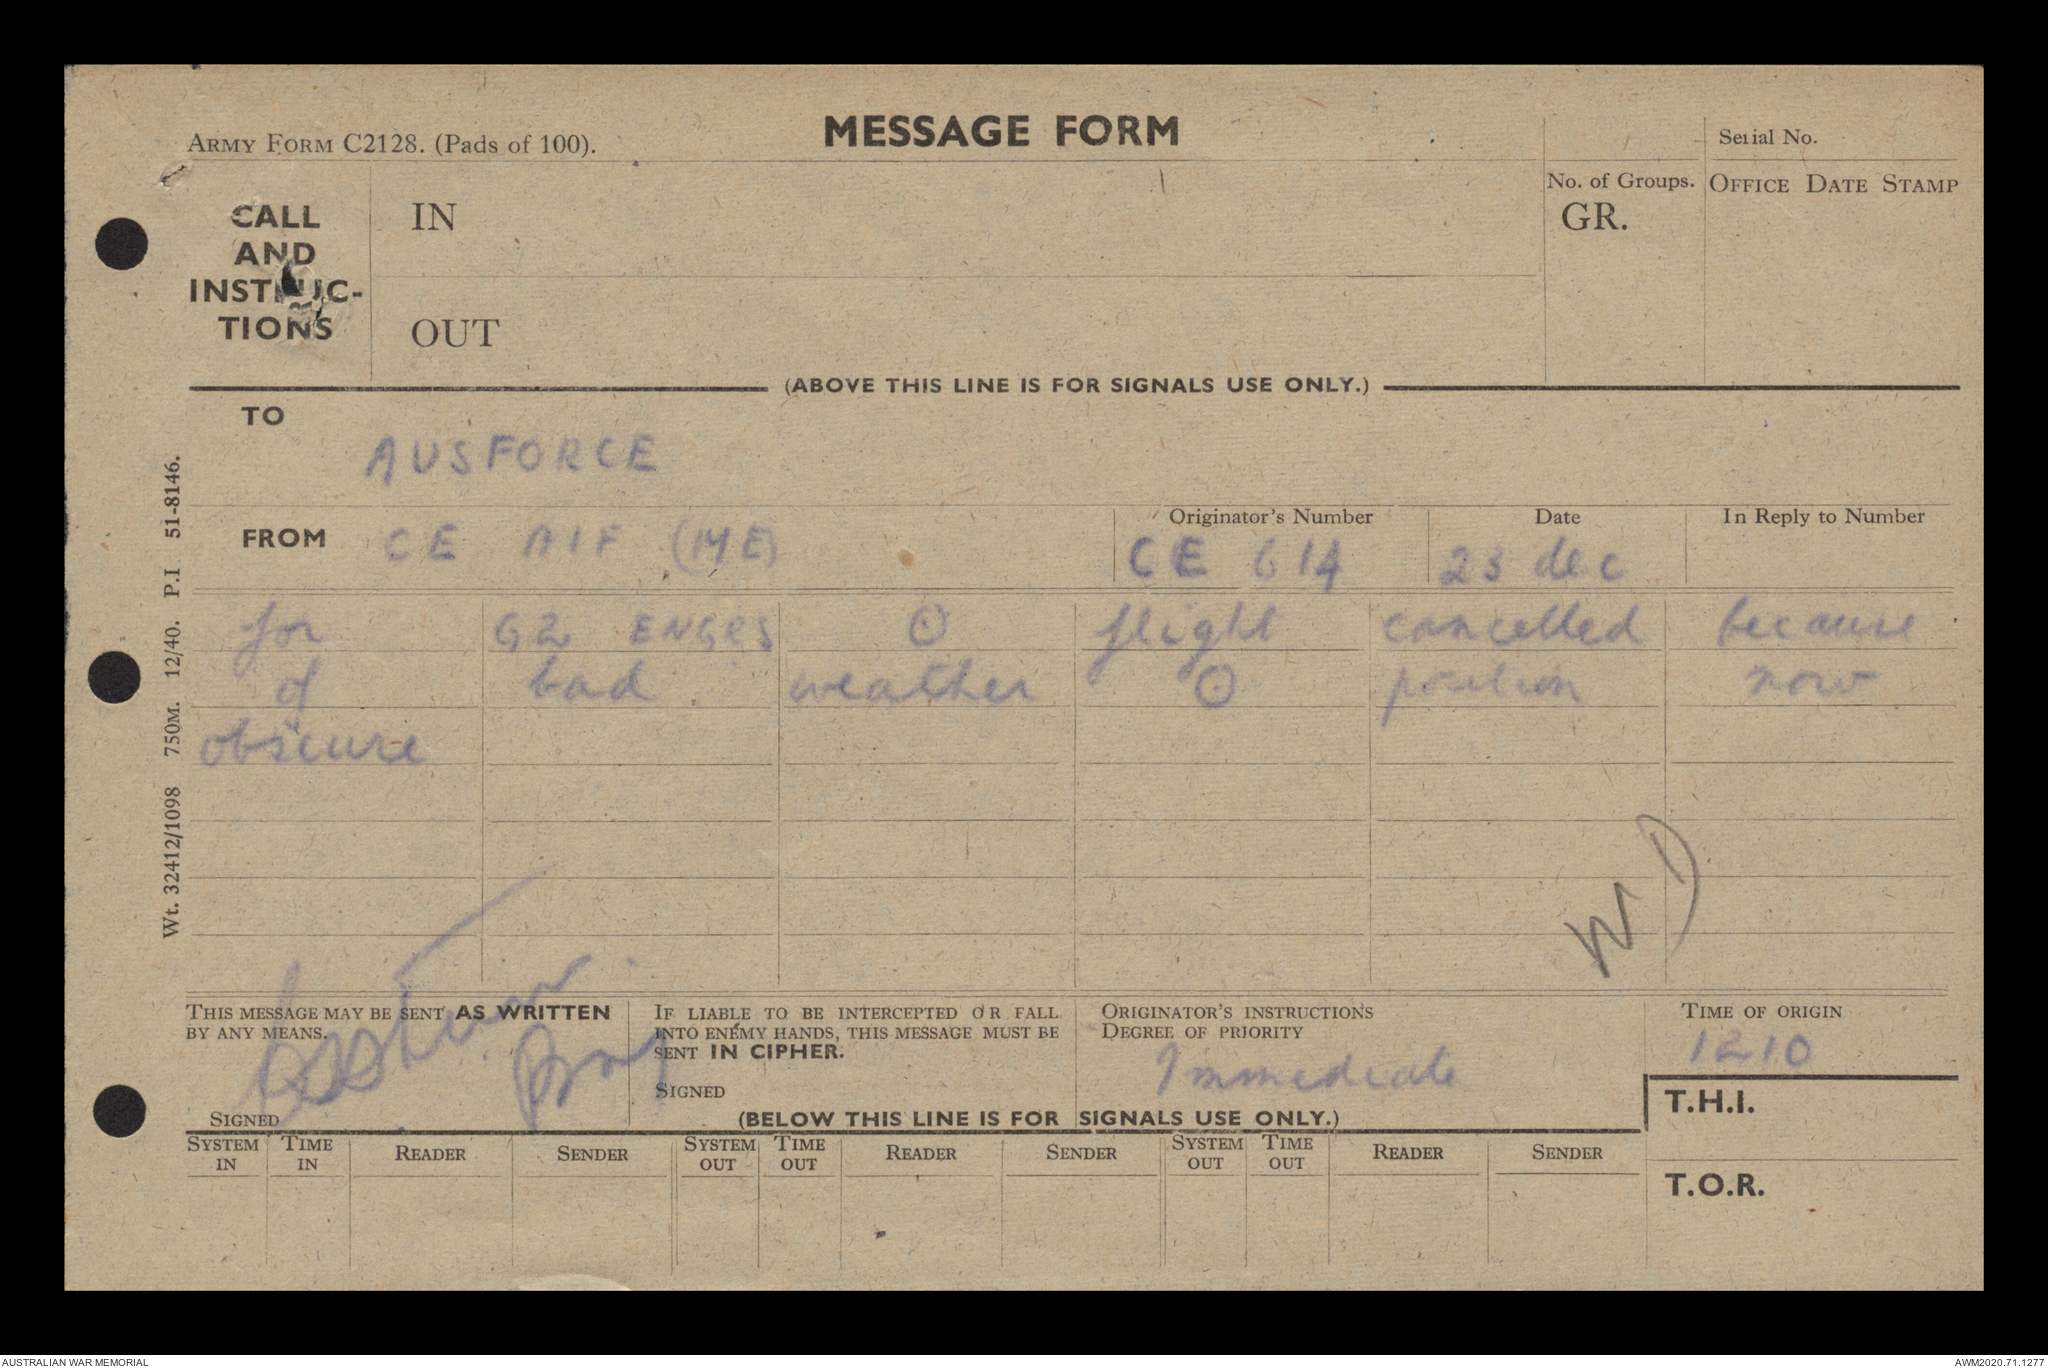 MESSAGE FORM
Army Form C2128. (Pads of 100).
Serial No.
CALL AND INSTRUC-TIONS
IN
OUT
No. of Groups.
GR.
Office Date Stamp
(ABOVE THIS LINE IS FOR SIGNALS USE ONLY.)
TO
AUSFORCE
FROM CE AIF (ME)
Originator's Number
CE 614
Date
23 dec
In Reply to Number
for G2 ENGRS ⊙ flight cancelled because
of bad weather ⊙ position now
obscure
WD
This message may be sent AS WRITTEN
by any means.
Signed
If liable to be intercepted or fall
into enemy hands, this message must be
sent IN CIPHER.
Signed
Originator's instructions
Degree of priority
Immediate
Time of origin
1210
T.H.I.
T.O.R.
(BELOW THIS LINE IS FOR SIGNALS USE ONLY.)
System in Time in Reader Sender System out Time out Reader Sender System out Time out Reader Sender
Wt. 32412/1098 750M. 12/40. P.I 51-8146.
AUSTRALIAN WAR MEMORIAL
AWM2020.71.1277